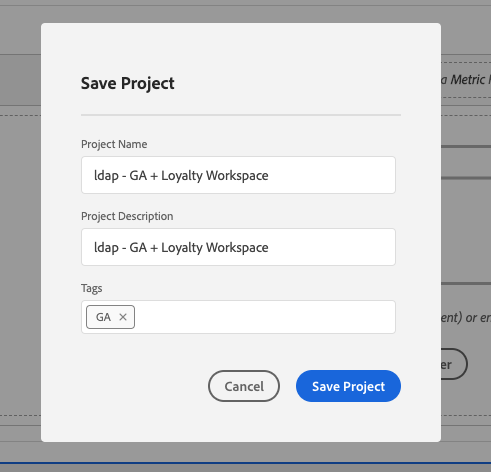 Save Project
a Metric
Project Name
ldap - GA + Loyalty Workspace
Project Description
ldap - GA + Loyalty Workspace
Tags
GA ×
ent) or er
er
Cancel
Save Project